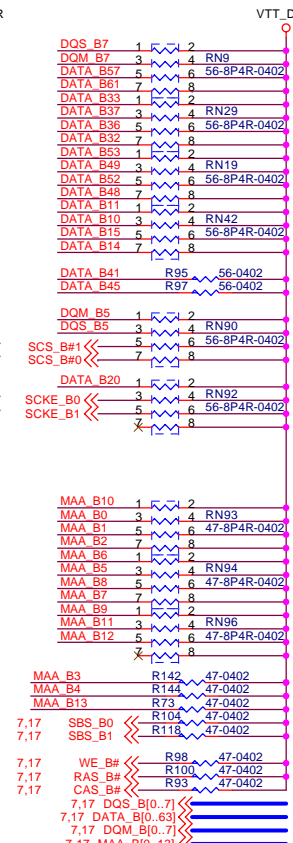 VTT_D
DQS_B7 1 2
DQM_B7 3 4 RN9
DATA_B57 5 6 56-8P4R-0402
DATA_B61 7 8
DATA_B33 1 2
DATA_B37 3 4 RN29
DATA_B36 5 6 56-8P4R-0402
DATA_B32 7 8
DATA_B53 1 2
DATA_B49 3 4 RN19
DATA_B52 5 6 56-8P4R-0402
DATA_B48 7 8
DATA_B11 1 2
DATA_B10 3 4 RN42
DATA_B15 5 6 56-8P4R-0402
DATA_B14 7 8
DATA_B41 R95 56-0402
DATA_B45 R97 56-0402
DQM_B5 1 2
DQS_B5 3 4 RN90
SCS_B#1 5 6 56-8P4R-0402
SCS_B#0 7 8
DATA_B20 1 2
SCKE_B0 3 4 RN92
SCKE_B1 5 6 56-8P4R-0402
7 8
MAA_B10 1 2
MAA_B0 3 4 RN93
MAA_B1 5 6 47-8P4R-0402
MAA_B2 7 8
MAA_B6 1 2
MAA_B5 3 4 RN94
MAA_B8 5 6 47-8P4R-0402
MAA_B7 7 8
MAA_B9 1 2
MAA_B11 3 4 RN96
MAA_B12 5 6 47-8P4R-0402
7 8
MAA_B3 R142 47-0402
MAA_B4 R144 47-0402
MAA_B13 R73 47-0402
7,17 SBS_B0 R104 47-0402
7,17 SBS_B1 R118 47-0402
7,17 WE_B# R98 47-0402
7,17 RAS_B# R100 47-0402
7,17 CAS_B# R93 47-0402
7,17 DQS_B[0..7]
7,17 DATA_B[0..63]
7,17 DQM_B[0..7]
7,17 MAA_B[0..13]